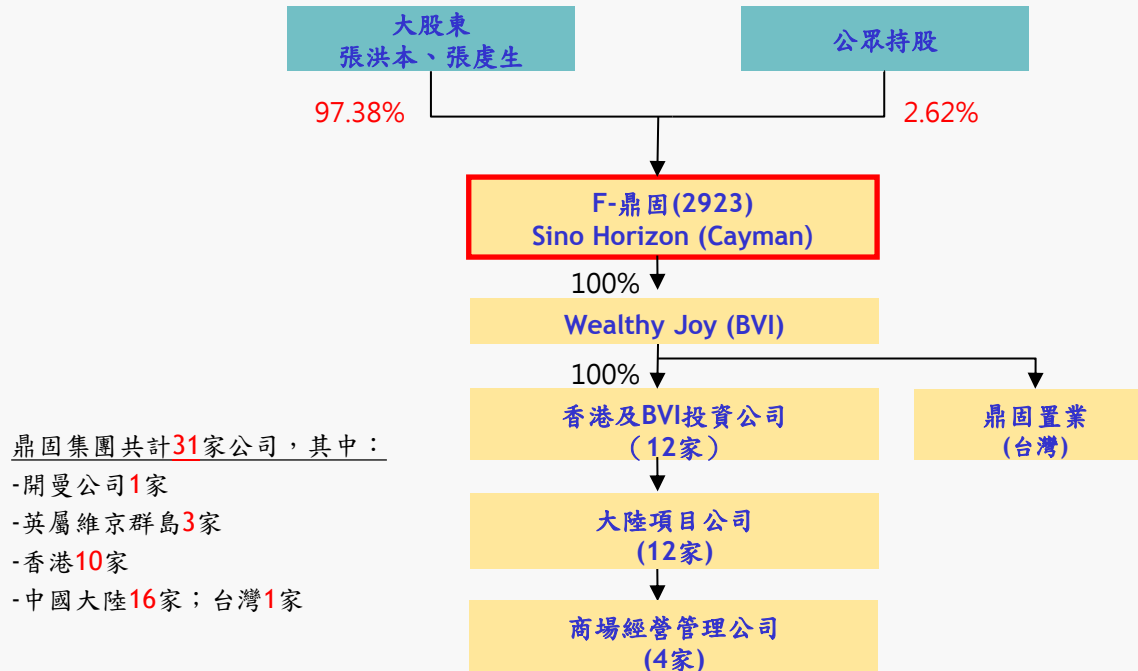 大股東
張洪本、張虔生
公眾持股
97.38%
2.62%
F-鼎固(2923)
Sino Horizon (Cayman)
100%
Wealthy Joy (BVI)
100%
香港及BVI投資公司
（12家）
鼎固置業
(台灣)
鼎固集團共計31家公司，其中：
-開曼公司1家
-英屬維京群島3家
-香港10家
-中國大陸16家；台灣1家
大陸項目公司
(12家)
商場經營管理公司
(4家)